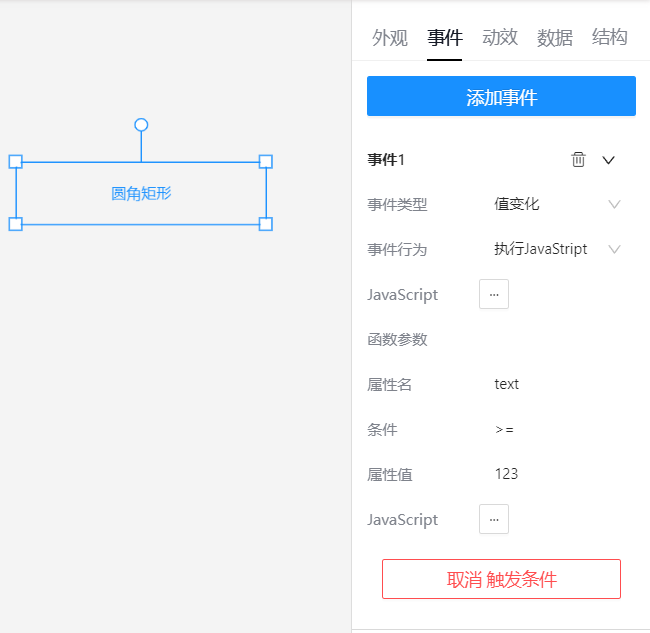 外观 事件 动效 数据 结构
添加事件
事件1
圆角矩形
事件类型 值变化
事件行为 执行JavaStript
JavaScript ...
函数参数
属性名 text
条件 >=
属性值 123
JavaScript ...
取消 触发条件